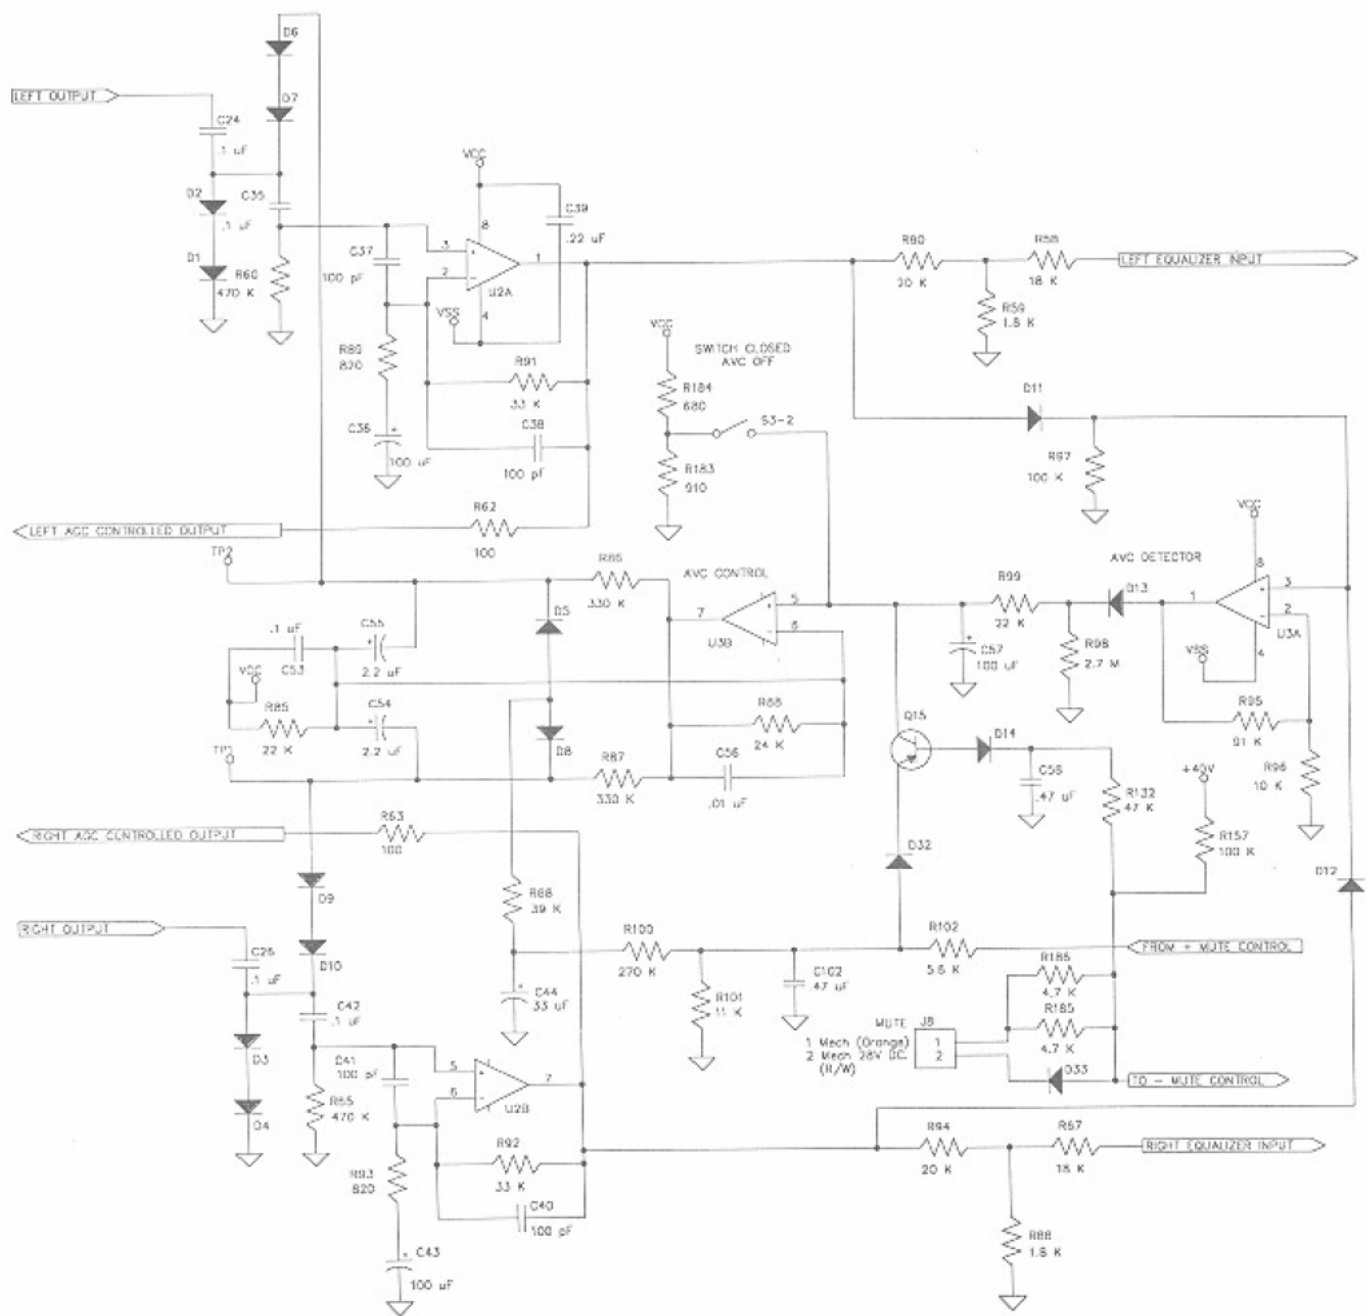 D6
LEFT OUTPUT
D7
C24
.1 uF
VCC
D2
C35
.1 uF
8
C39
.22 uF
3
C37
100 pF
2
1
U2A
D1
R60
470 K
VSS
4
R80
20 K
R58
18 K
LEFT EQUALIZER INPUT
R59
1.8 K
R89
820
R91
33 K
C38
100 pF
C36
+
100 uF
VCC
SWITCH CLOSED
AVC OFF
R184
680
S3-2
R183
910
D11
R97
100 K
LEFT AGC CONTROLLED OUTPUT
R62
100
VCC
TP2
R86
330 K
AVC CONTROL
AVC DETECTOR
8
R99
22 K
D13
1
3
2
U3A
D5
7
5
6
U3B
.1 uF
C53
C55
+
2.2 uF
+
C57
100 uF
R98
2.7 M
VSS
4
VCC
R85
22 K
C54
+
2.2 uF
R88
24 K
Q15
D14
R95
91 K
TP1
D8
R87
330 K
C56
.01 uF
C58
.47 uF
R132
47 K
+40V
R96
10 K
RIGHT AGC CONTROLLED OUTPUT
R63
100
D32
R157
100 K
D12
D9
R68
39 K
RIGHT OUTPUT
C26
.1 uF
D10
R100
270 K
R102
5.6 K
FROM + MUTE CONTROL
C44
+
33 uF
R101
11 K
C102
47 uF
R186
4.7 K
C42
.1 uF
MUTE
J8
R185
4.7 K
1 Mech (Orange)
2 Mech 28V DC.
(R/W)
1
2
D3
C41
100 pF
5
6
7
U2B
D33
TO - MUTE CONTROL
D4
R65
470 K
R92
33 K
R94
20 K
R67
18 K
RIGHT EQUALIZER INPUT
R93
820
C40
100 pF
+
C43
100 uF
1.8 K